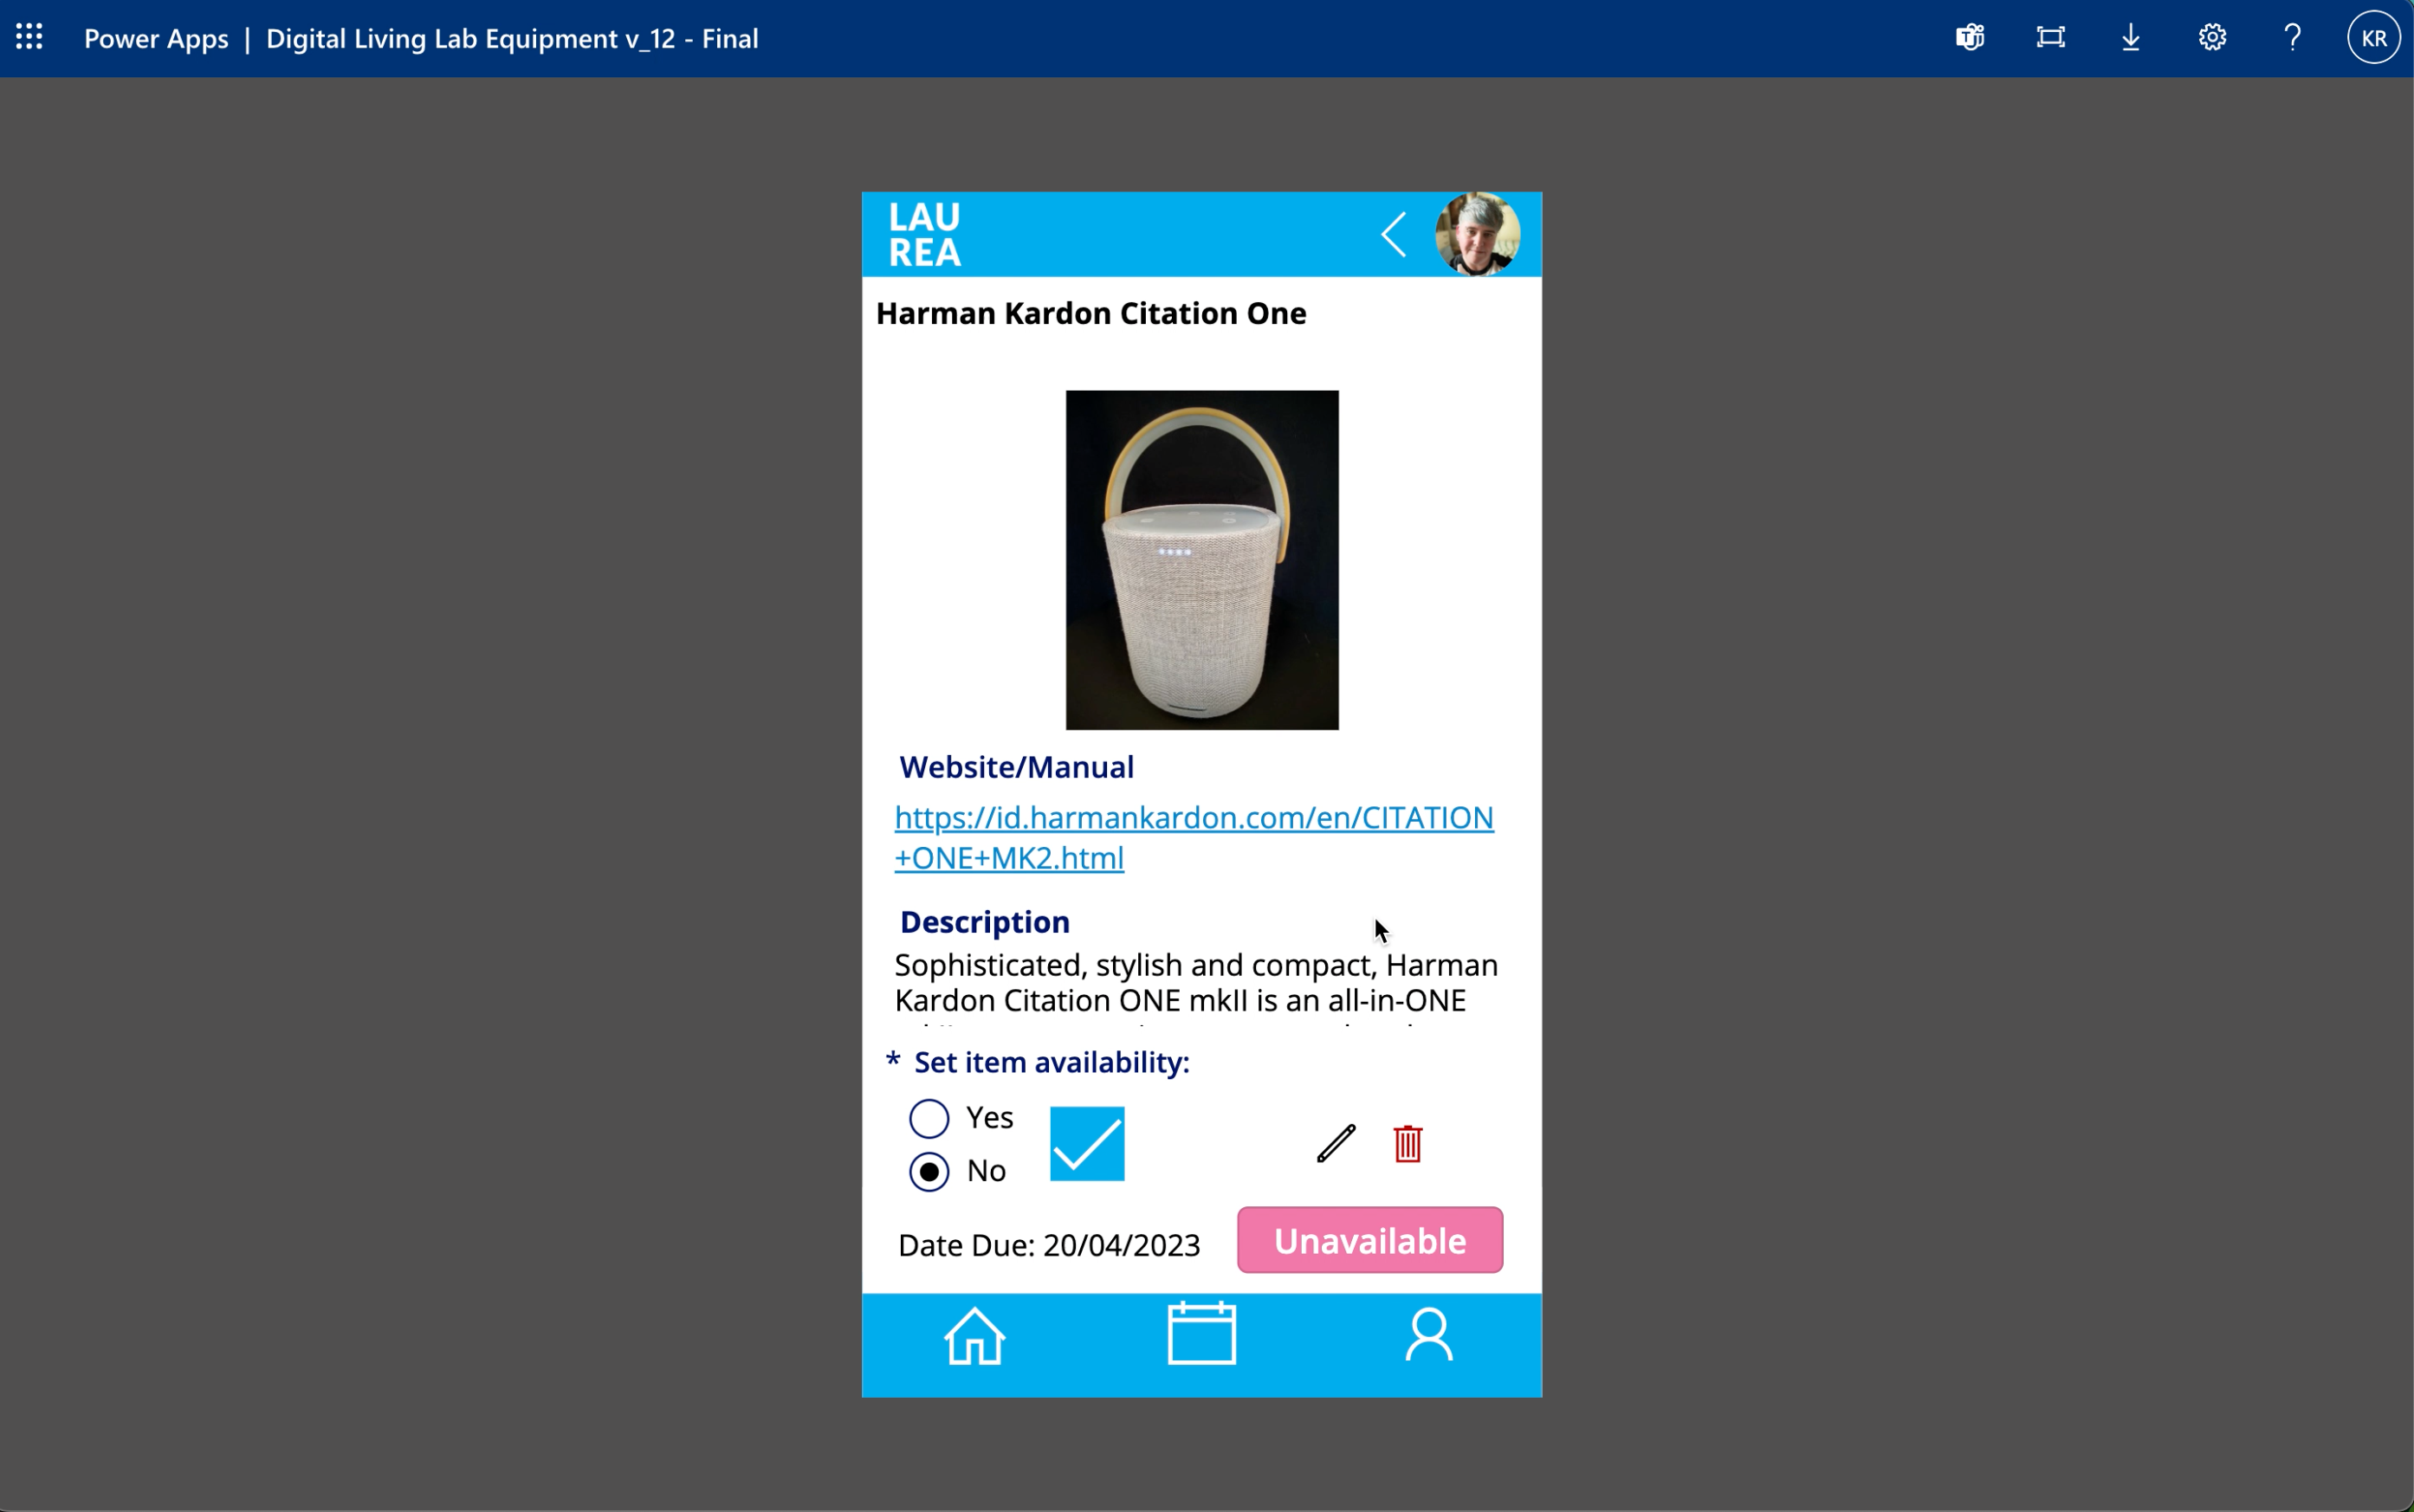 Power Apps | Digital Living Lab Equipment v_12 - Final
KR
LAU
REA
Harman Kardon Citation One
Website/Manual
https://id.harmankardon.com/en/CITATION
+ONE+MK2.html
Description
Sophisticated, stylish and compact, Harman
Kardon Citation ONE mkII is an all-in-ONE
* Set item availability:
Yes
No
Date Due: 20/04/2023
Unavailable